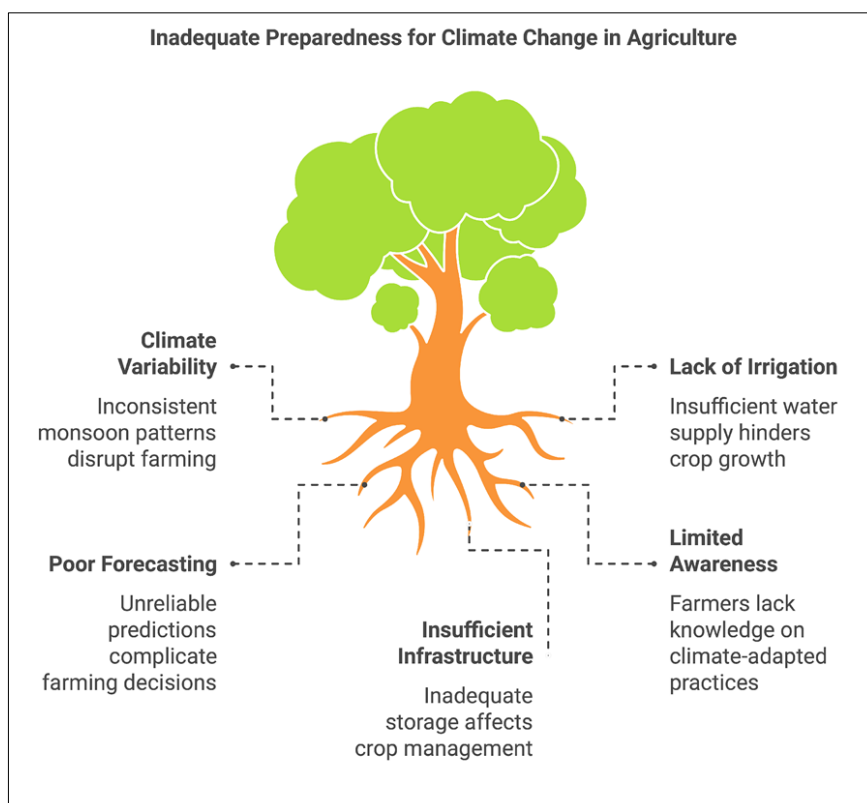 Inadequate Preparedness for Climate Change in Agriculture
Climate
Variability
Inconsistent
monsoon patterns
disrupt farming
Lack of Irrigation
Insufficient water
supply hinders
crop growth
Poor Forecasting
Unreliable
predictions
complicate
farming decisions
Insufficient
Infrastructure
Inadequate
storage affects
crop management
Limited
Awareness
Farmers lack
knowledge on
climate-adapted
practices